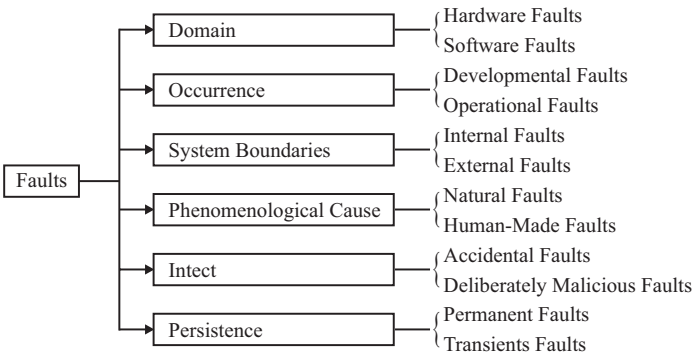 Faults
Domain
Hardware Faults
Software Faults
Occurrence
Developmental Faults
Operational Faults
System Boundaries
Internal Faults
External Faults
Phenomenological Cause
Natural Faults
Human-Made Faults
Intect
Accidental Faults
Deliberately Malicious Faults
Persistence
Permanent Faults
Transients Faults